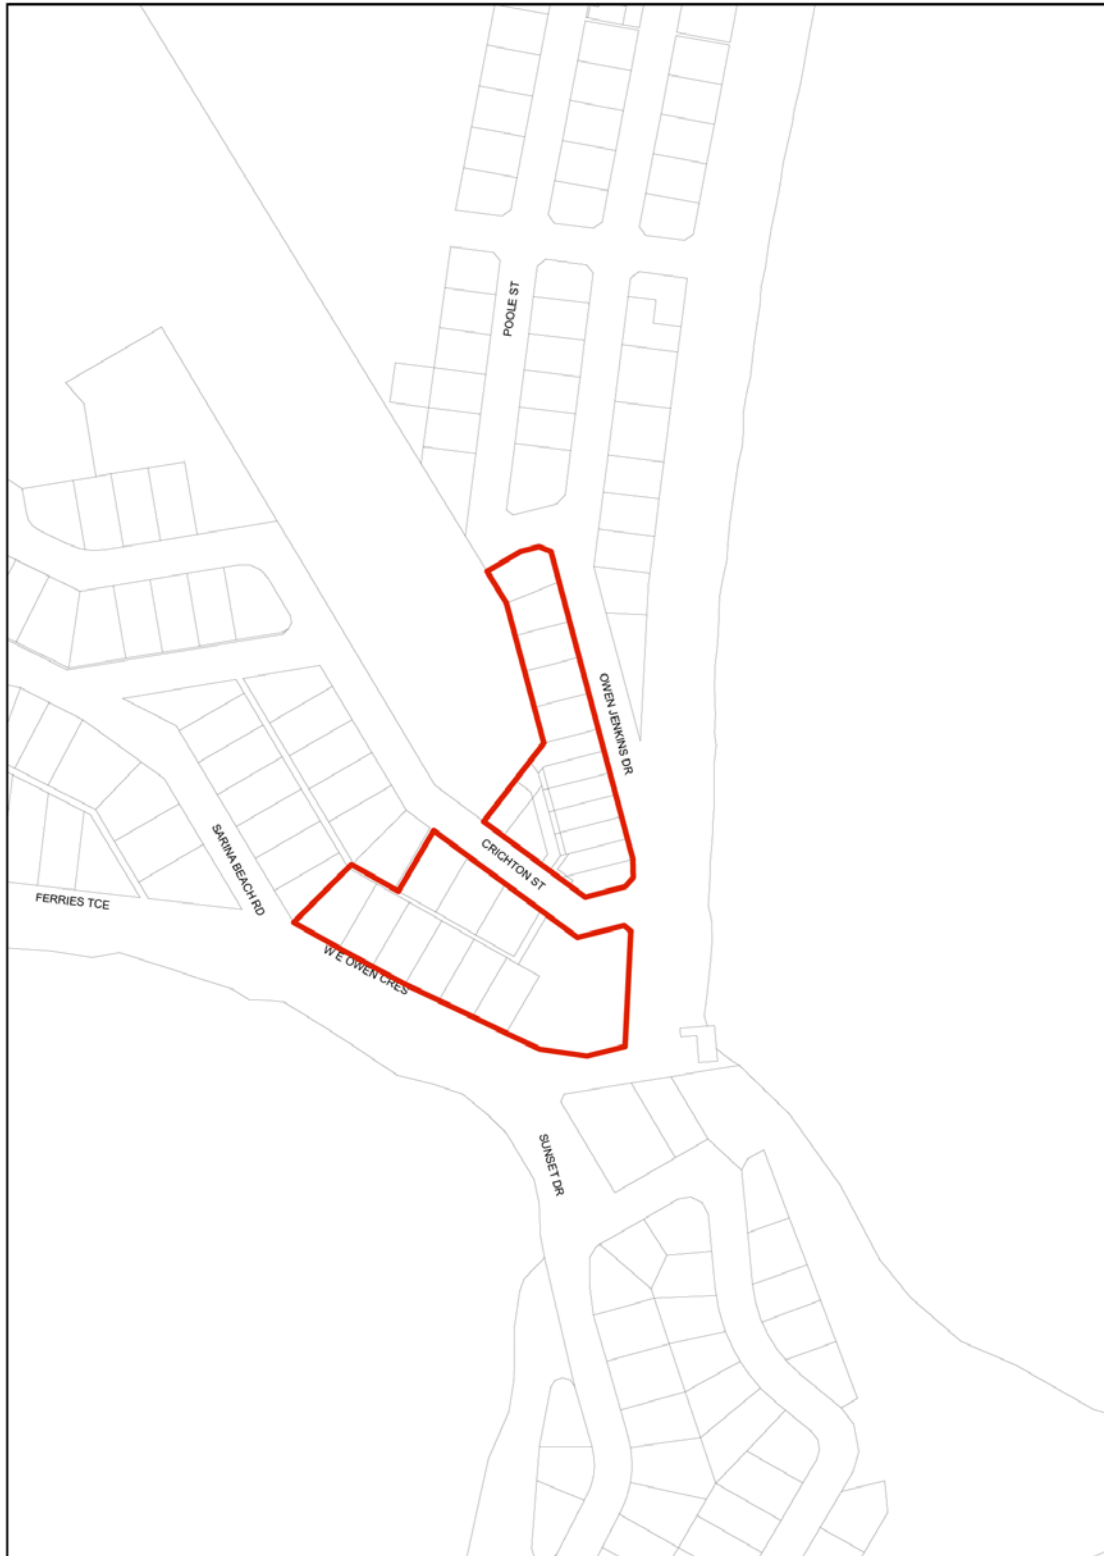 POOLE ST
OWEN JENKINS DR
SARINA BEACH RD
CRICHTON ST
FERRIES TCE
W E OWEN CRES
SUNSET DR